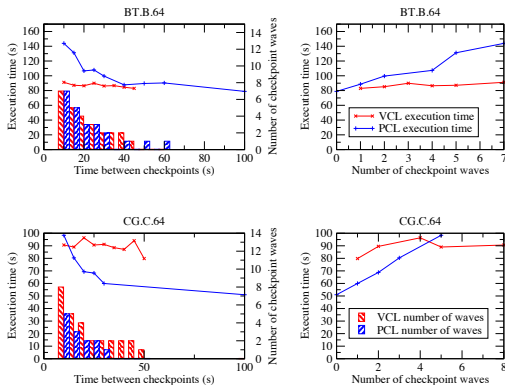 BT.B.64
Execution time (s)
160
140
120
100
80
60
40
20
0
14
12
10
8
6
4
2
0
Number of checkpoint waves
0 20 40 60 80 100
Time between checkpoints (s)
BT.B.64
Execution time (s)
160
140
120
100
80
60
40
20
0
VCL execution time
PCL execution time
0 1 2 3 4 5 6 7
Number of checkpoint waves
CG.C.64
Execution time (s)
100
90
80
70
60
50
40
30
20
10
0
14
12
10
8
6
4
2
0
Number of checkpoint waves
VCL number of waves
PCL number of waves
0 50 100
Time between checkpoints (s)
CG.C.64
Execution time (s)
100
90
80
70
60
50
40
30
20
10
0
0 2 4 6 8
Number of checkpoint waves